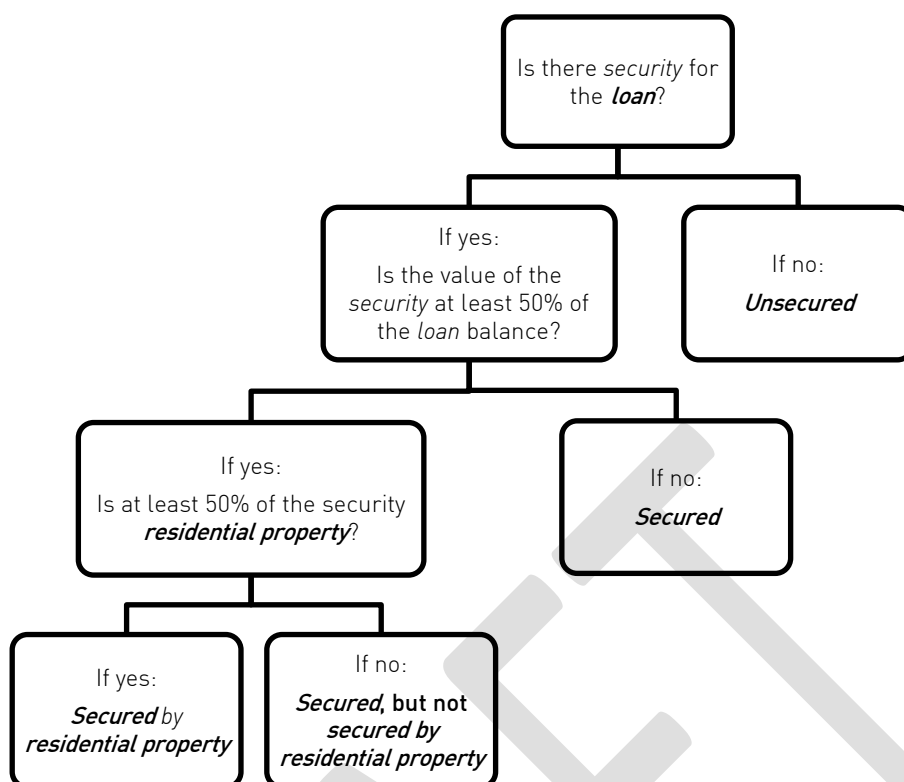 Is there security for
the loan?
If yes:
Is the value of the
security at least 50% of
the loan balance?
If no:
Unsecured
If yes:
Is at least 50% of the security
residential property?
If no:
Secured
If yes:
Secured by
residential property
If no:
Secured, but not
secured by
residential property